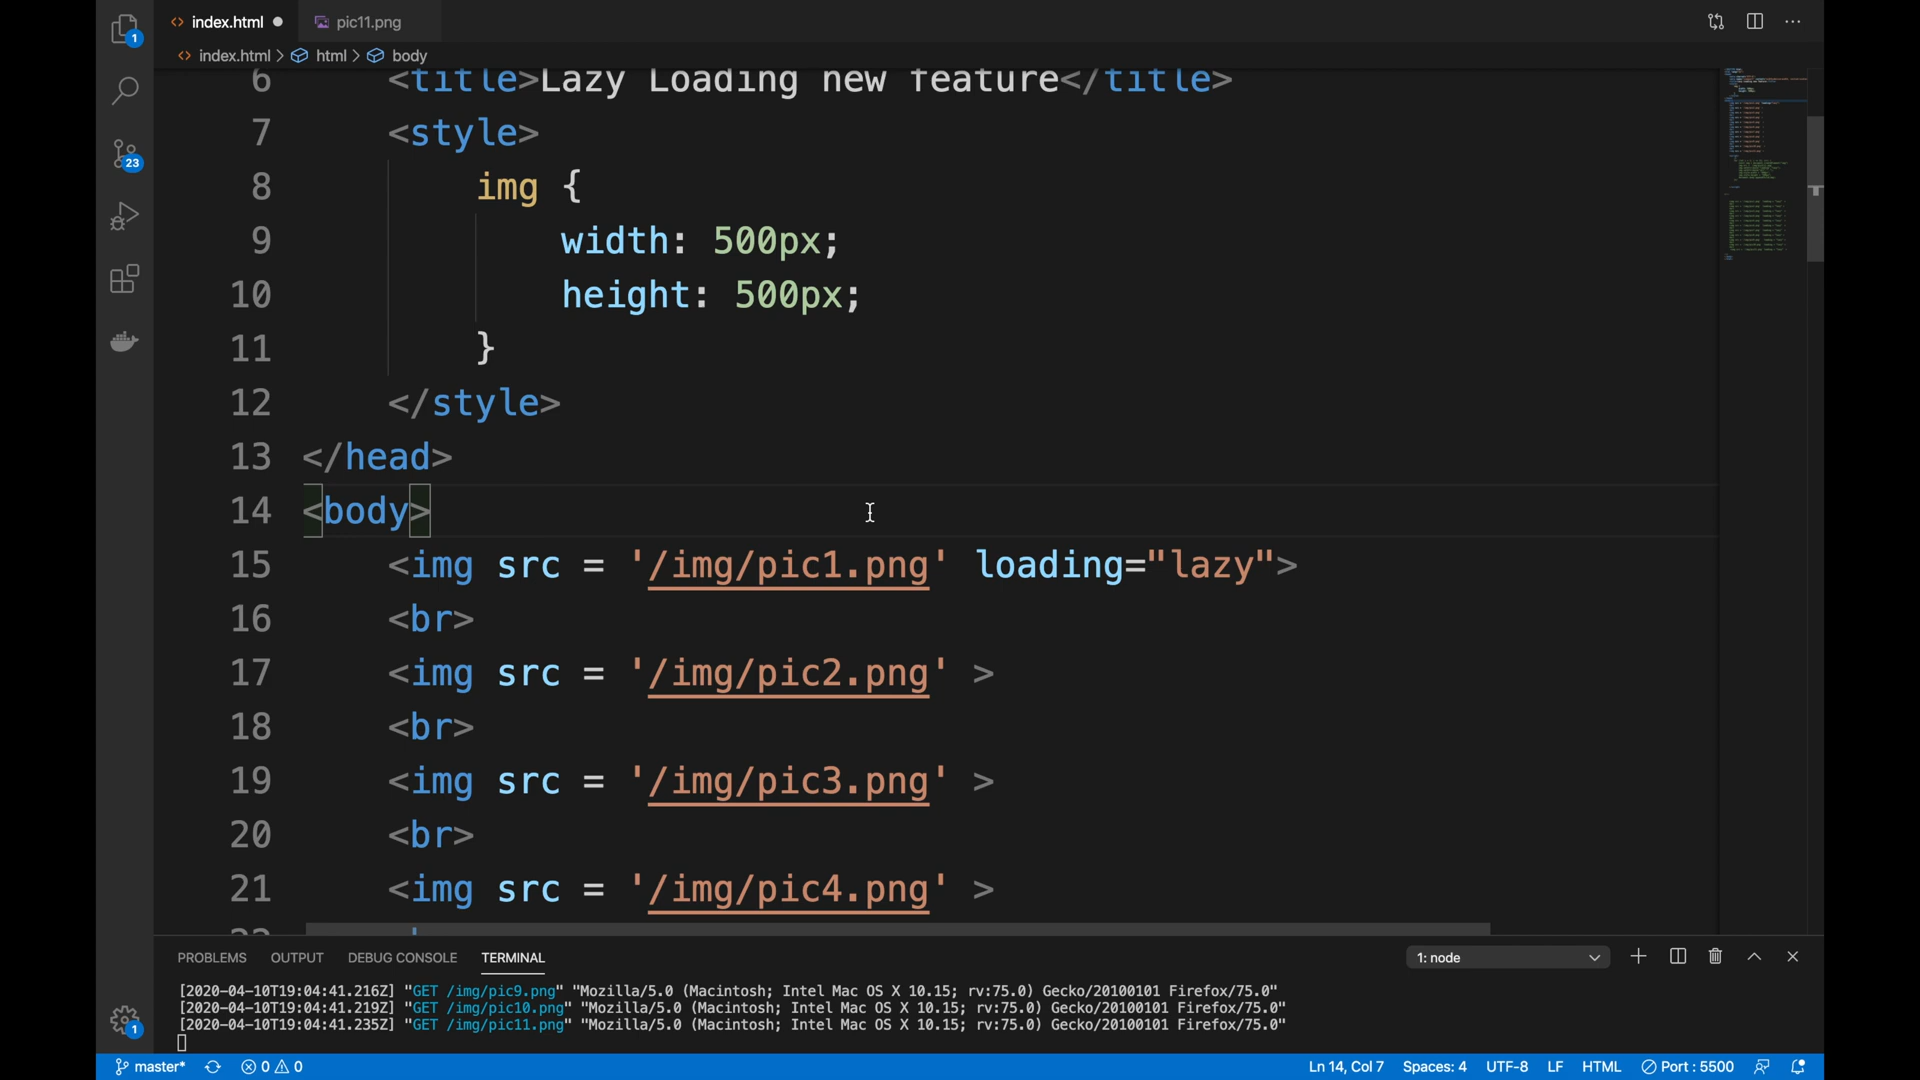 index.html
pic11.png
index.html > html > body
6 <title>Lazy Loading new feature</title>
7 <style>
8 img {
9 width: 500px;
10 height: 500px;
11 }
12 </style>
13 </head>
14 <body>
15 <img src = '/img/pic1.png' loading="lazy">
16 <br>
17 <img src = '/img/pic2.png' >
18 <br>
19 <img src = '/img/pic3.png' >
20 <br>
21 <img src = '/img/pic4.png' >
1
23
1
PROBLEMS OUTPUT DEBUG CONSOLE TERMINAL
1: node
[2020-04-10T19:04:41.216Z] "GET /img/pic9.png" "Mozilla/5.0 (Macintosh; Intel Mac OS X 10.15; rv:75.0) Gecko/20100101 Firefox/75.0"
[2020-04-10T19:04:41.219Z] "GET /img/pic10.png" "Mozilla/5.0 (Macintosh; Intel Mac OS X 10.15; rv:75.0) Gecko/20100101 Firefox/75.0"
[2020-04-10T19:04:41.235Z] "GET /img/pic11.png" "Mozilla/5.0 (Macintosh; Intel Mac OS X 10.15; rv:75.0) Gecko/20100101 Firefox/75.0"
master* 0 0 Ln 14, Col 7 Spaces: 4 UTF-8 LF HTML Port : 5500